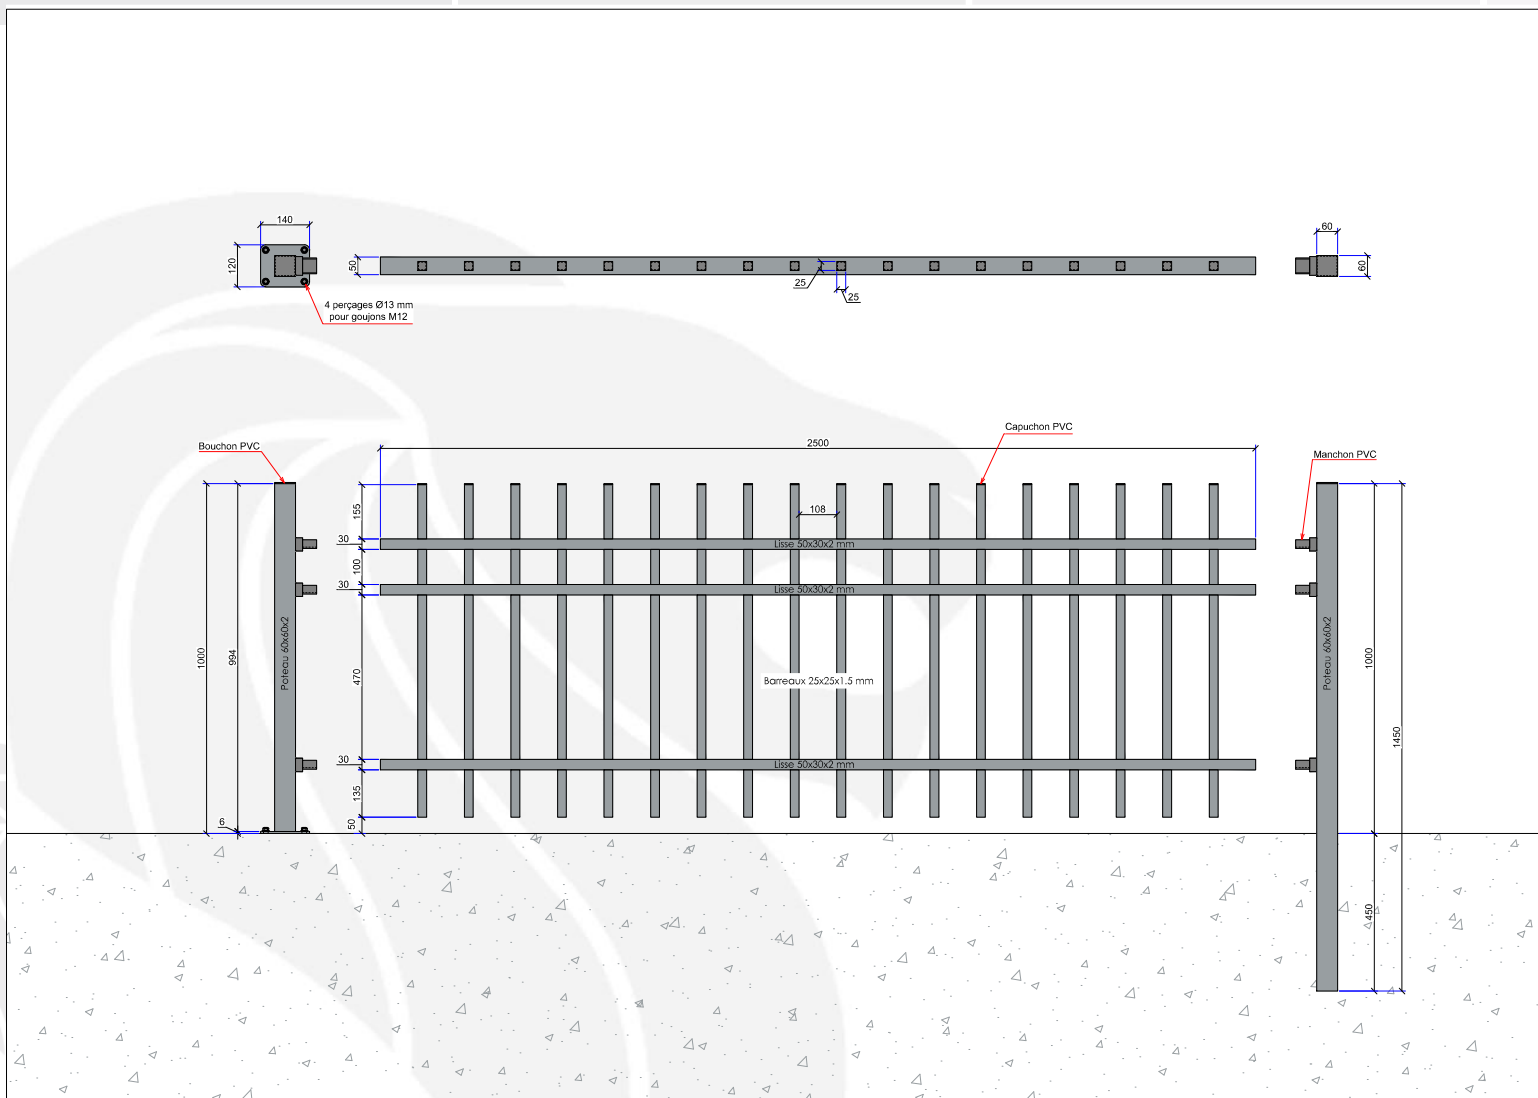 140
120
4 perçages Ø13 mm
pour goujons M12
50
25
25
60
60
Bouchon PVC
2500
Capuchon PVC
Manchon PVC
155
108
30
Lisse 50x30x2 mm
100
30
Lisse 50x30x2 mm
1000
994
Poteau 60x60x2
470
Barreaux 25x25x1.5 mm
Poteau 60x60x2
1000
1450
30
Lisse 50x30x2 mm
135
6
50
450